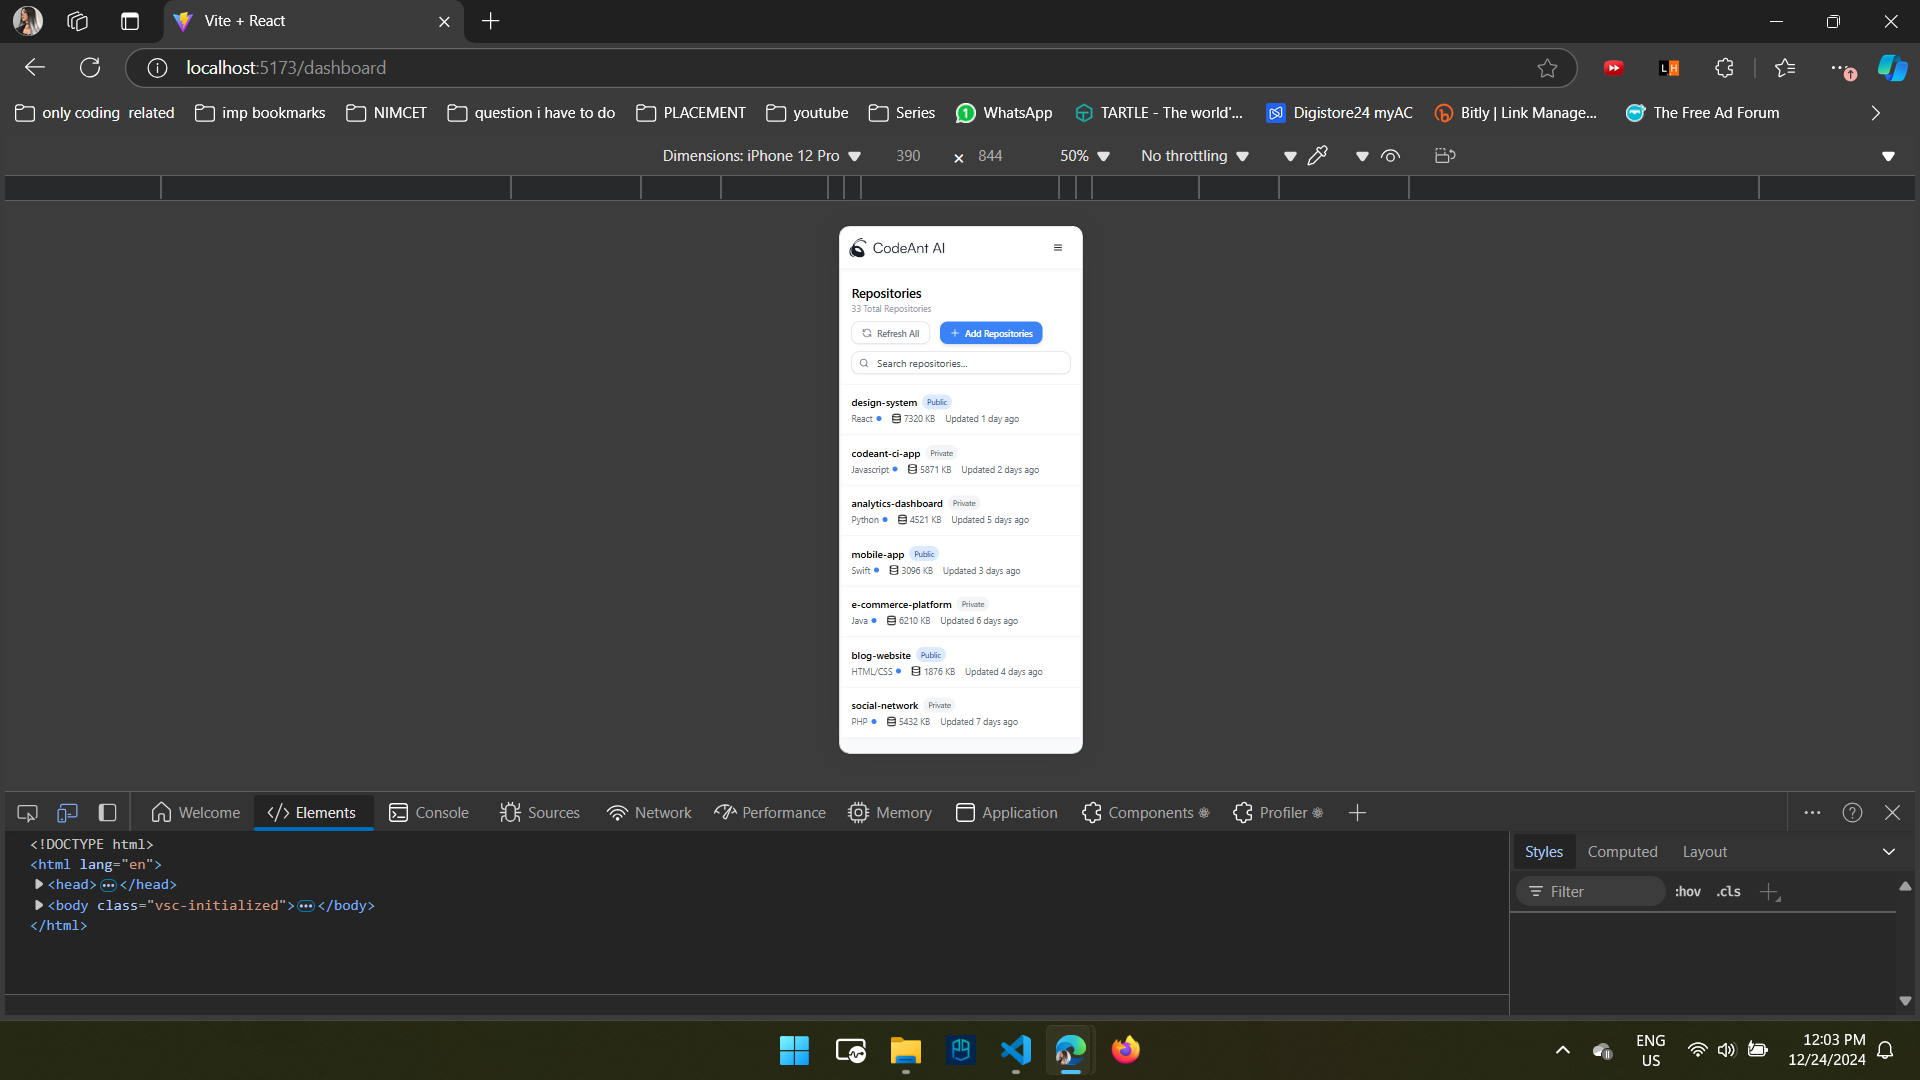 Vite + React
localhost:5173/dashboard
only coding related
imp bookmarks
NIMCET
question i have to do
PLACEMENT
youtube
Series
WhatsApp
TARTLE - The world'...
Digistore24 myAC
Bitly | Link Manage...
The Free Ad Forum
Dimensions: iPhone 12 Pro
390 × 844
50%
No throttling
CodeAnt AI
Repositories
33 Total Repositories
Refresh All
Add Repositories
Search repositories...
design-system Public
React 7320 KB Updated 1 day ago
codeant-ci-app Private
Javascript 5871 KB Updated 2 days ago
analytics-dashboard Private
Python 4521 KB Updated 5 days ago
mobile-app Public
Swift 3096 KB Updated 3 days ago
e-commerce-platform Private
Java 6210 KB Updated 6 days ago
blog-website Public
HTML/CSS 1876 KB Updated 4 days ago
social-network Private
PHP 5432 KB Updated 7 days ago
Welcome
Elements
Console
Sources
Network
Performance
Memory
Application
Components
Profiler
<!DOCTYPE html>
<html lang="en">
<head>…</head>
<body class="vsc-initialized">…</body>
</html>
Styles
Computed
Layout
Filter
:hov
.cls
ENG
US
12:03 PM
12/24/2024